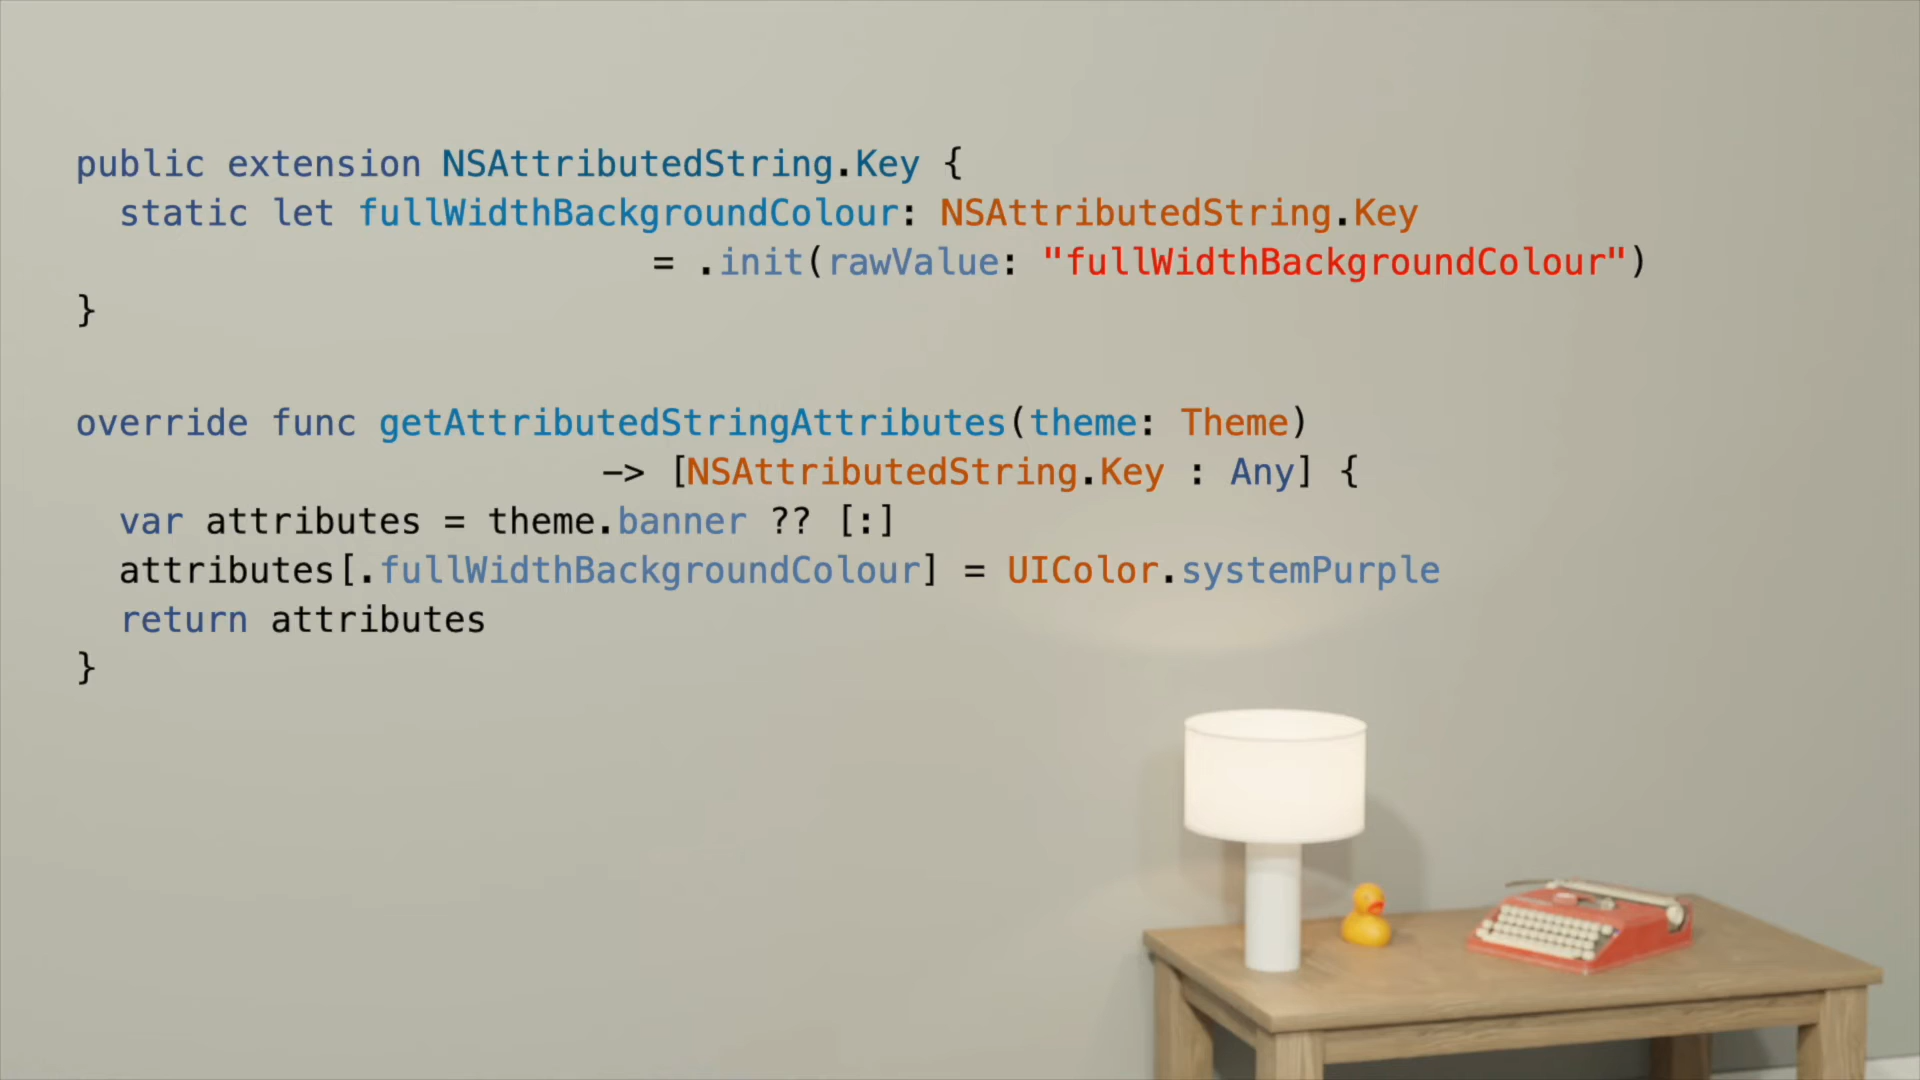 public extension NSAttributedString.Key {
static let fullWidthBackgroundColour: NSAttributedString.Key
= .init(rawValue: "fullWidthBackgroundColour")
}
override func getAttributedStringAttributes(theme: Theme)
-> [NSAttributedString.Key : Any] {
var attributes = theme.banner ?? [:]
attributes[.fullWidthBackgroundColour] = UIColor.systemPurple
return attributes
}